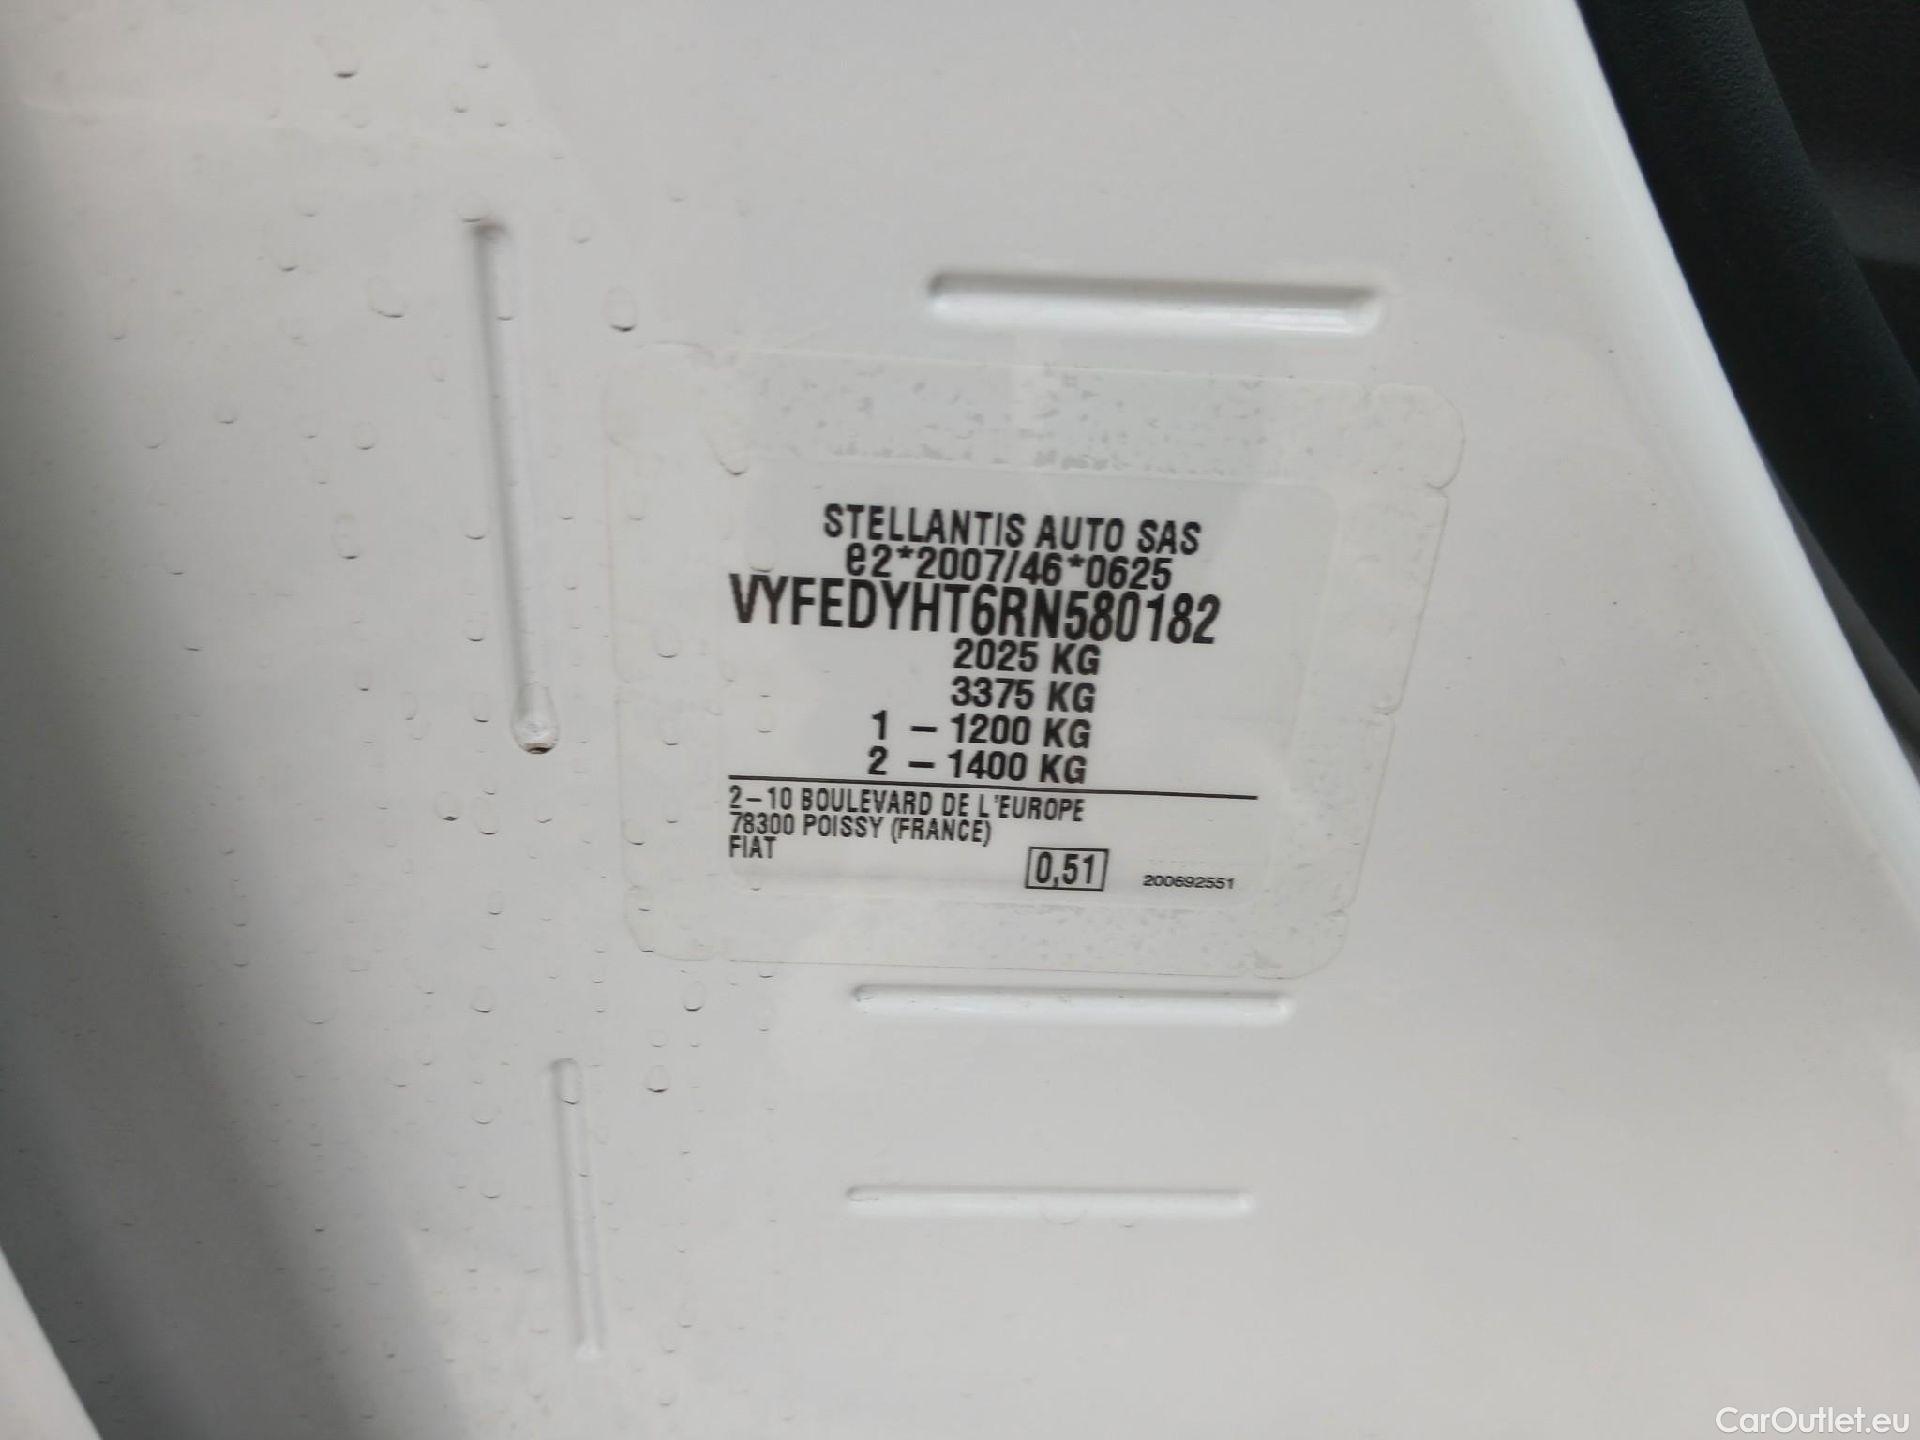 STELLANTIS AUTO SAS
e2*2007/46*0625
VYFEDYHT6RN580182
2025 KG
3375 KG
1 – 1200 KG
2 – 1400 KG
2–10 BOULEVARD DE L'EUROPE
78300 POISSY (FRANCE)
FIAT
0,51
200692551
CarOutlet.eu